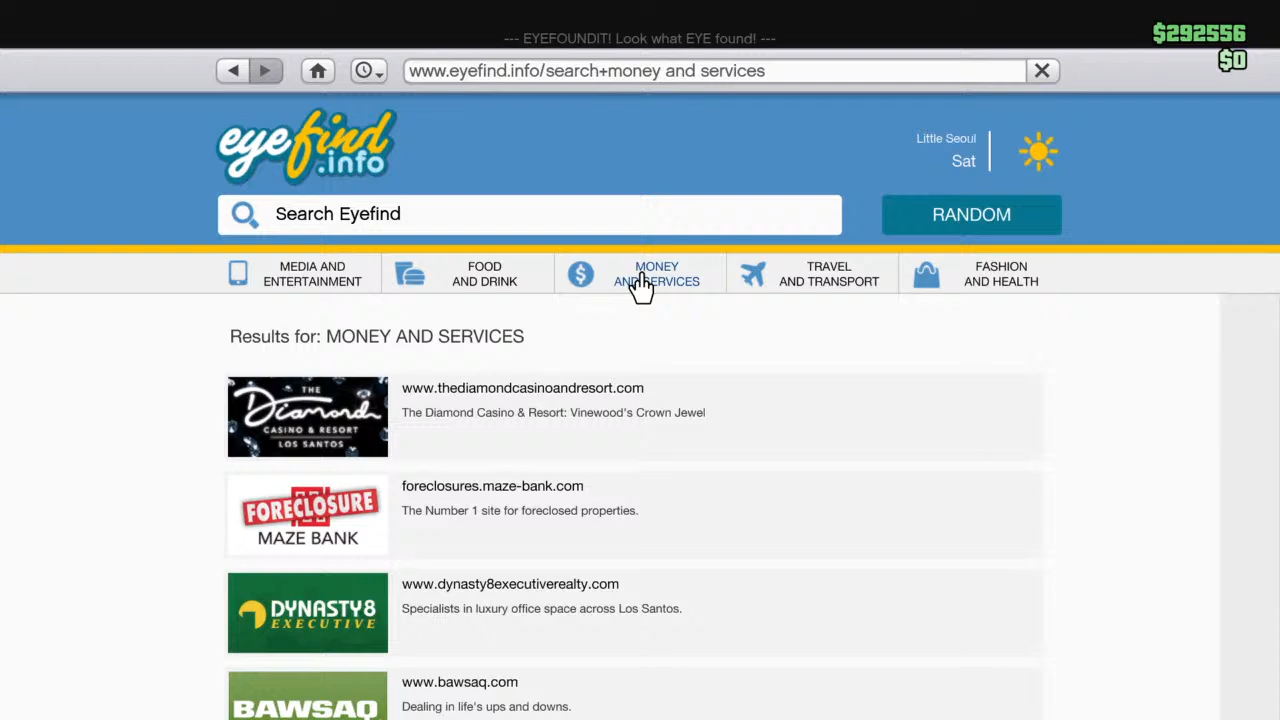 --- EYEFOUNDIT! Look what EYE found! ---
$292556
$0
www.eyefind.info/search+money and services
eyefind
.info
Little Seoul
Sat
Search Eyefind
RANDOM
MEDIA AND
ENTERTAINMENT
FOOD
AND DRINK
MONEY
AND SERVICES
TRAVEL
AND TRANSPORT
FASHION
AND HEALTH
Results for: MONEY AND SERVICES
THE
Diamond
CASINO & RESORT
LOS SANTOS
www.thediamondcasinoandresort.com
The Diamond Casino & Resort: Vinewood's Crown Jewel
FORECLOSURE
MAZE BANK
foreclosures.maze-bank.com
The Number 1 site for foreclosed properties.
DYNASTY8
EXECUTIVE
www.dynasty8executiverealty.com
Specialists in luxury office space across Los Santos.
BAWSAQ
www.bawsaq.com
Dealing in life's ups and downs.